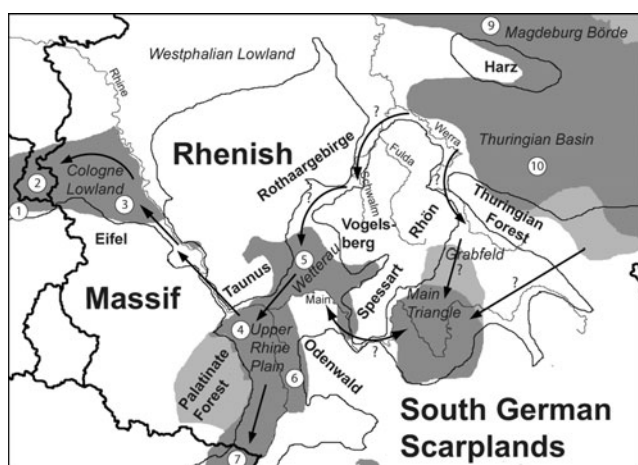 9
Magdeburg Börde
Westphalian Lowland
Harz
Rhine
?
Werra
Rhenish
Rothaargebirge
Fulda
?
Thuringian Basin
10
2
Cologne
Lowland
3
Schwalm
?
Thuringian
Forest
1
Eifel
Vogels-
berg
Rhön
Taunus
5
Wetterau
Grabfeld
?
?
Massif
Main
Spessart
Main
Triangle
4
Upper
Rhine
Plain
?
Odenwald
Palatinate
Forest
6
South German
Scarplands
7